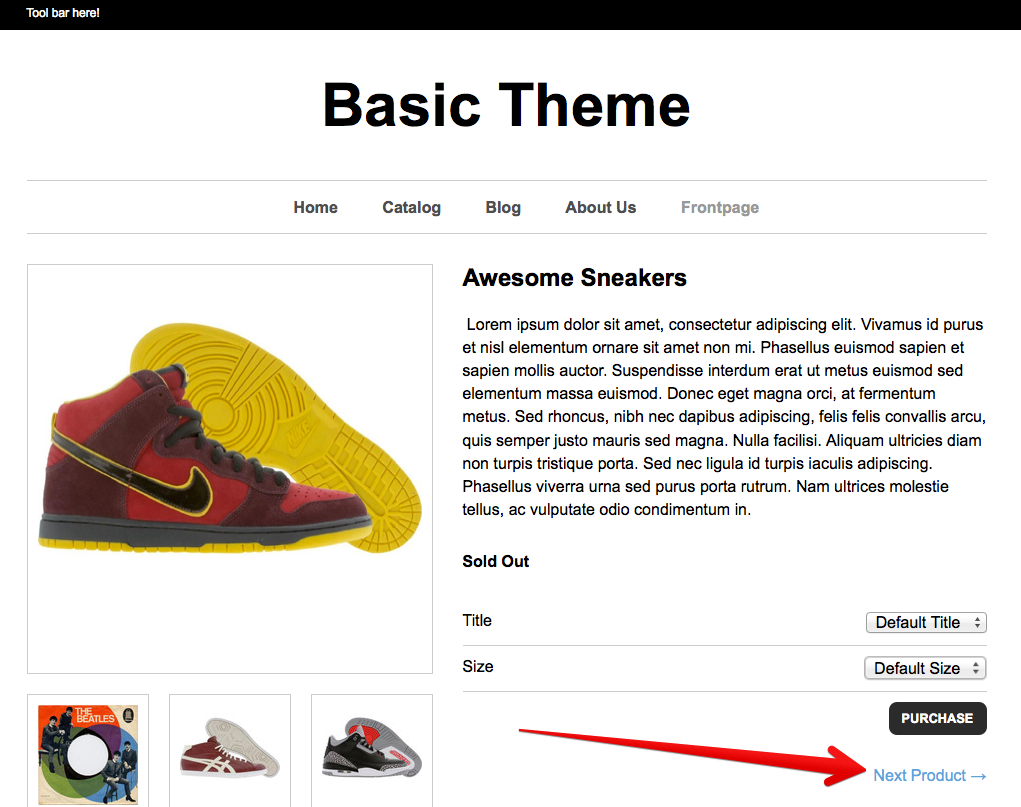 Tool bar here!
Basic Theme
Home Catalog Blog About Us Frontpage
Awesome Sneakers
Lorem ipsum dolor sit amet, consectetur adipiscing elit. Vivamus id purus
et nisl elementum ornare sit amet non mi. Phasellus euismod sapien et
sapien mollis auctor. Suspendisse interdum erat ut metus euismod sed
elementum massa euismod. Donec eget magna orci, at fermentum
metus. Sed rhoncus, nibh nec dapibus adipiscing, felis felis convallis arcu,
quis semper justo mauris sed magna. Nulla facilisi. Aliquam ultricies diam
non turpis tristique porta. Sed nec ligula id turpis iaculis adipiscing.
Phasellus viverra urna sed purus porta rutrum. Nam ultrices molestie
tellus, ac vulputate odio condimentum in.
Sold Out
Title Default Title
Size Default Size
PURCHASE
Next Product →
THE
BEATLES